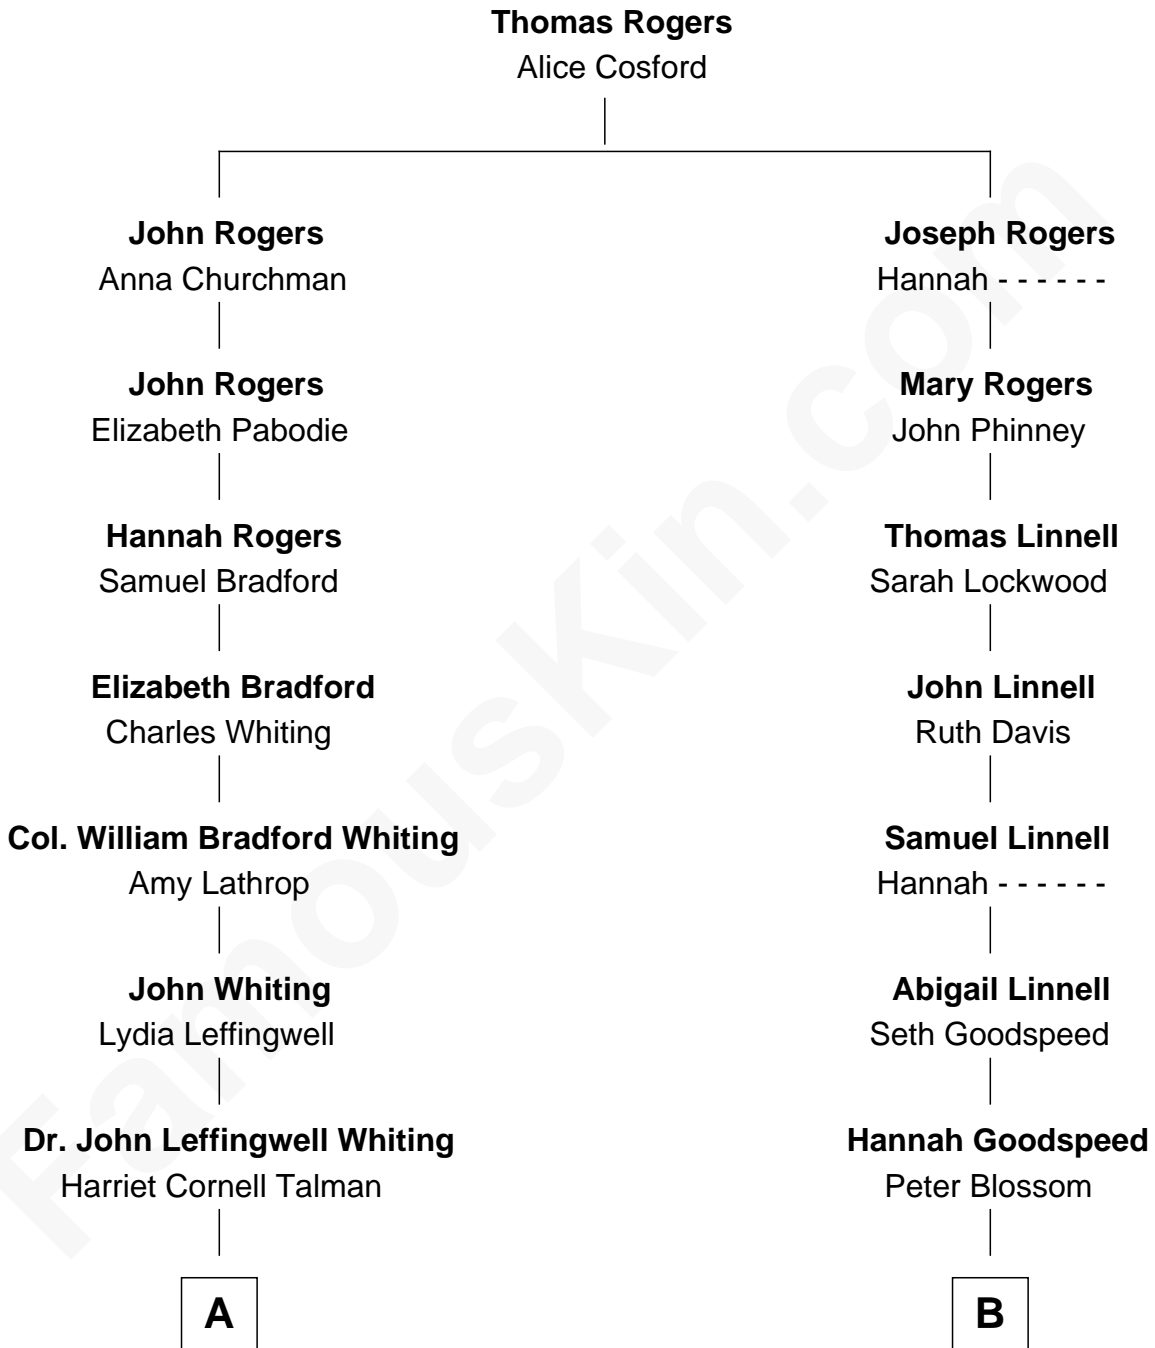 Thomas Rogers
Alice Cosford
John Rogers
Anna Churchman
John Rogers
Elizabeth Pabodie
Hannah Rogers
Samuel Bradford
Elizabeth Bradford
Charles Whiting
Col. William Bradford Whiting
Amy Lathrop
John Whiting
Lydia Leffingwell
Dr. John Leffingwell Whiting
Harriet Cornell Talman
A
Joseph Rogers
Hannah - - - - - -
Mary Rogers
John Phinney
Thomas Linnell
Sarah Lockwood
John Linnell
Ruth Davis
Samuel Linnell
Hannah - - - - - -
Abigail Linnell
Seth Goodspeed
Hannah Goodspeed
Peter Blossom
B
FamousKin.com